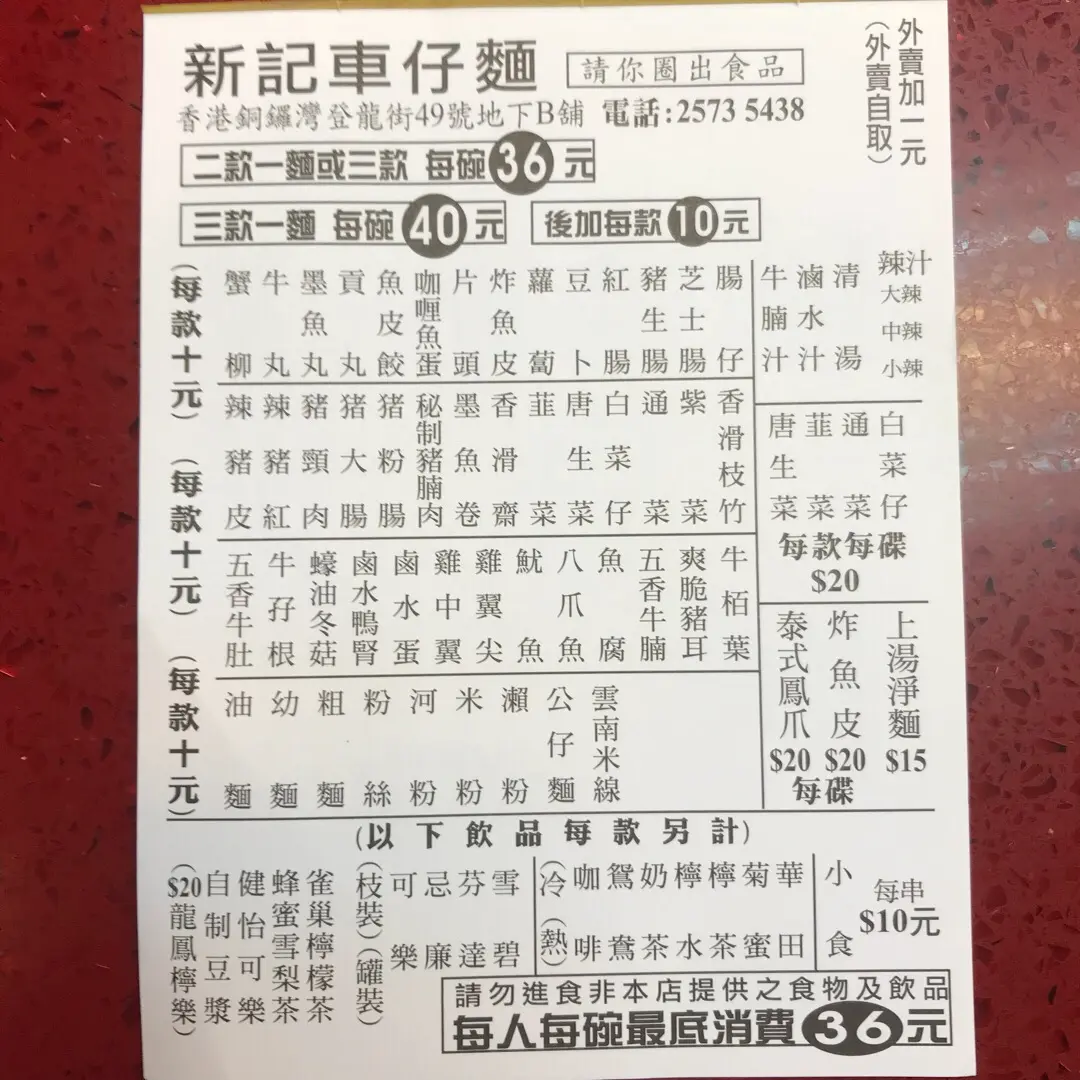 新記車仔麵
請你圈出食品
外賣加一元
(外賣自取)
香港銅鑼灣登龍街49號地下B舖 電話:2573 5438
二款一麵或三款 每碗36元
三款一麵 每碗40元
後加每款10元
(每款十元)
蟹柳
牛丸
墨魚丸
貢丸
魚皮餃
咖喱魚蛋
片頭
炸魚皮
蘿蔔
豆卜
紅腸
豬生腸
芝士腸
腸仔
牛腩汁
滷水汁
清湯
辣汁
大辣
中辣
小辣
(每款十元)
辣豬皮
辣豬紅
豬頸肉
猪大腸
猪粉腸
秘制豬腩肉
墨魚卷
香滑齋
韮菜
唐生菜
白菜仔
通菜
紫菜
香滑枝竹
唐生菜
韮菜
通菜
白菜仔
每款每碟
$20
(每款十元)
五香牛肚
牛孖根
蠔油冬菇
鹵水鴨腎
鹵水蛋
雞中翼
雞翼尖
魷魚
八爪魚
魚腐
五香牛腩
爽脆豬耳
牛栢葉
油麵
幼麵
粗麵
粉絲
河粉
米粉
瀨粉
公仔麵
雲南米線
泰式鳳爪 $20
炸魚皮 $20
每碟
上湯淨麵 $15
(以下飲品每款另計)
($20龍鳳檸樂)
自制豆漿
健怡可樂
蜂蜜雪梨茶
雀巢檸檬茶
(枝裝)(罐裝)
可樂
忌廉
芬達
雪碧
(冷)(熱)
咖啡
鴛鴦
奶茶
檸水
檸茶
菊蜜
華田
小食
每串
$10元
請勿進食非本店提供之食物及飲品
每人每碗最底消費36元